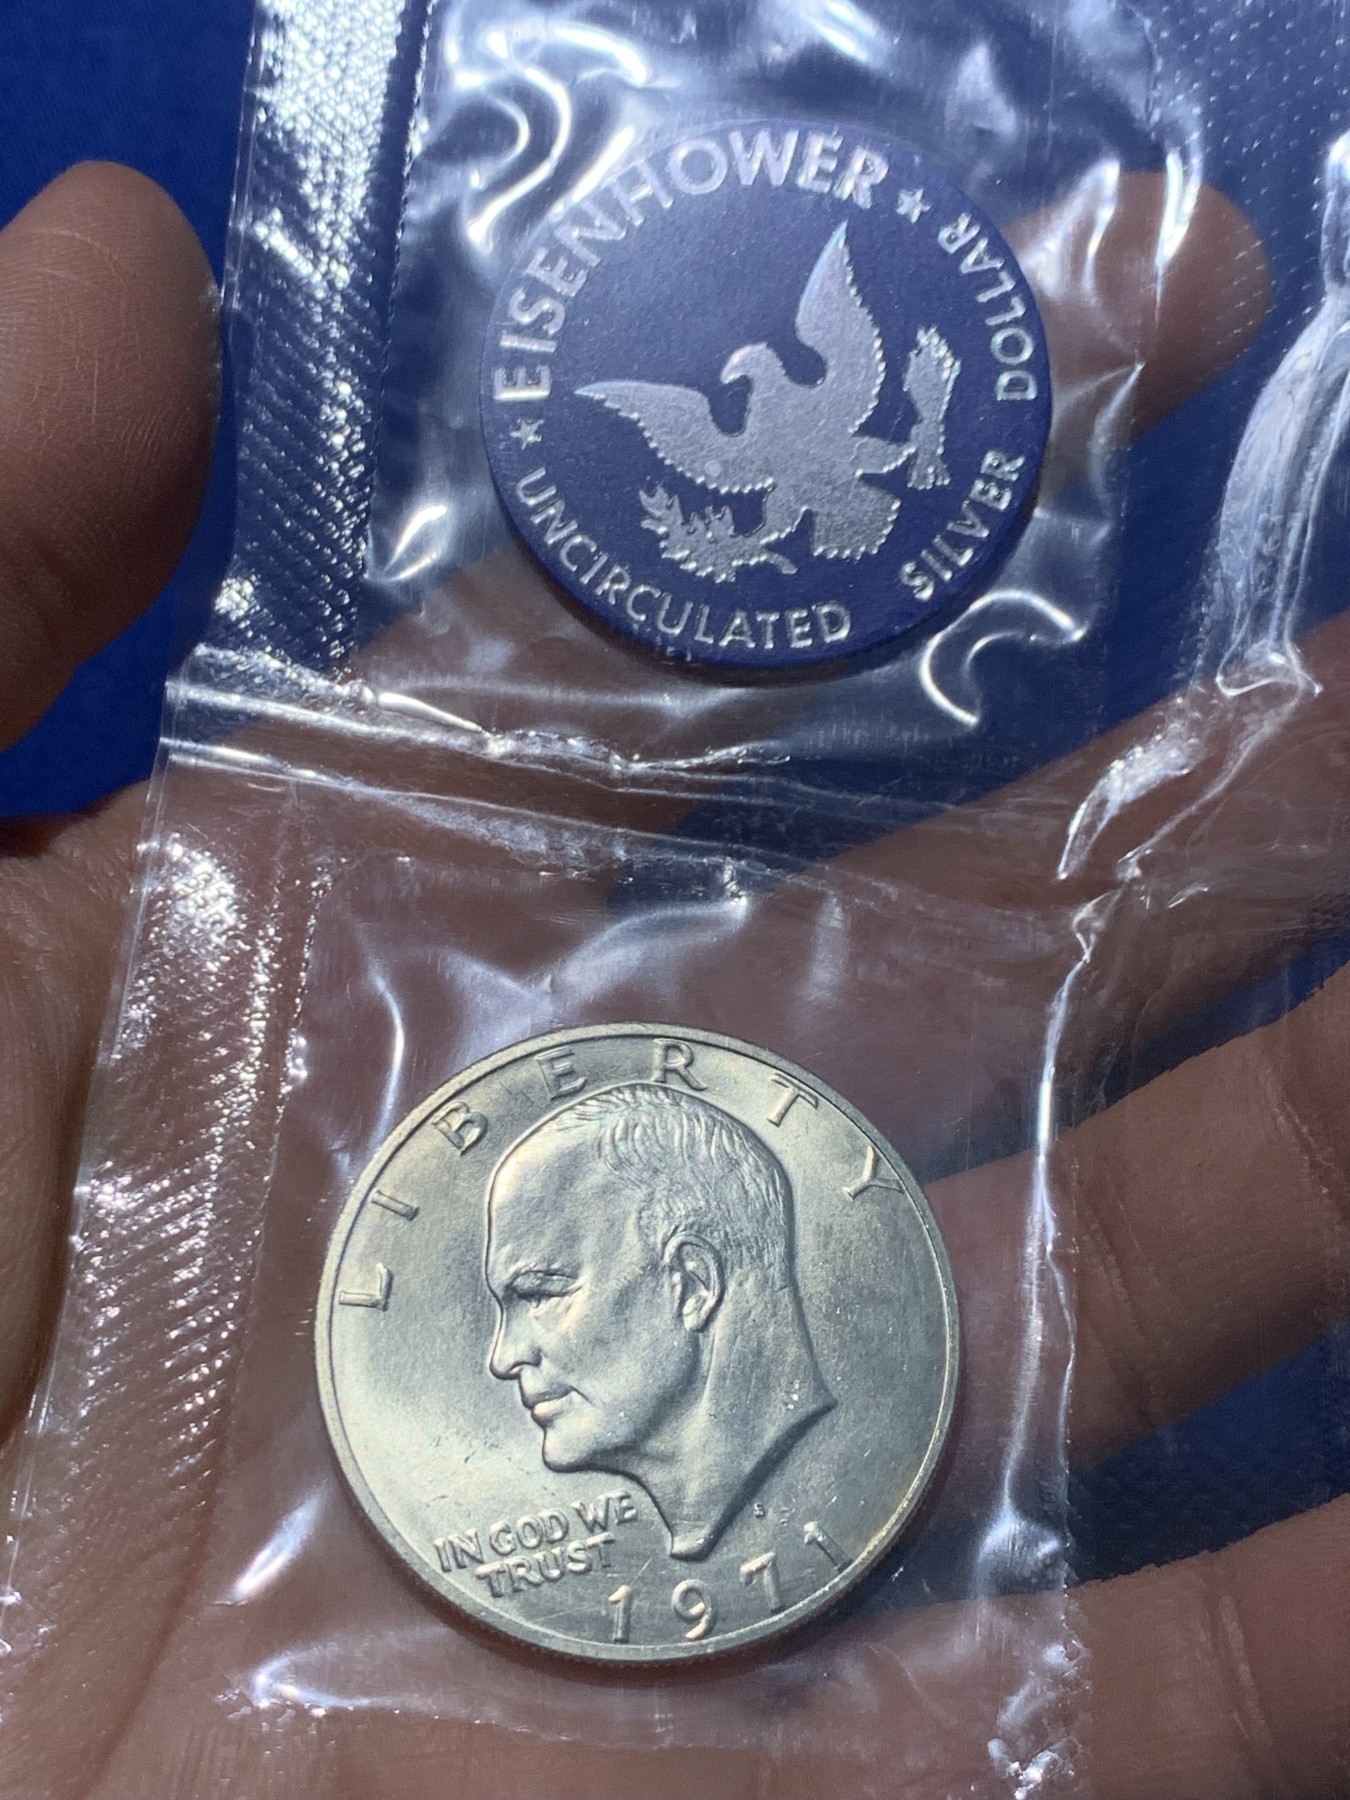 ★ EISENHOWER ★
UNCIRCULATED SILVER DOLLAR
LIBERTY
IN GOD WE
TRUST
S
1971